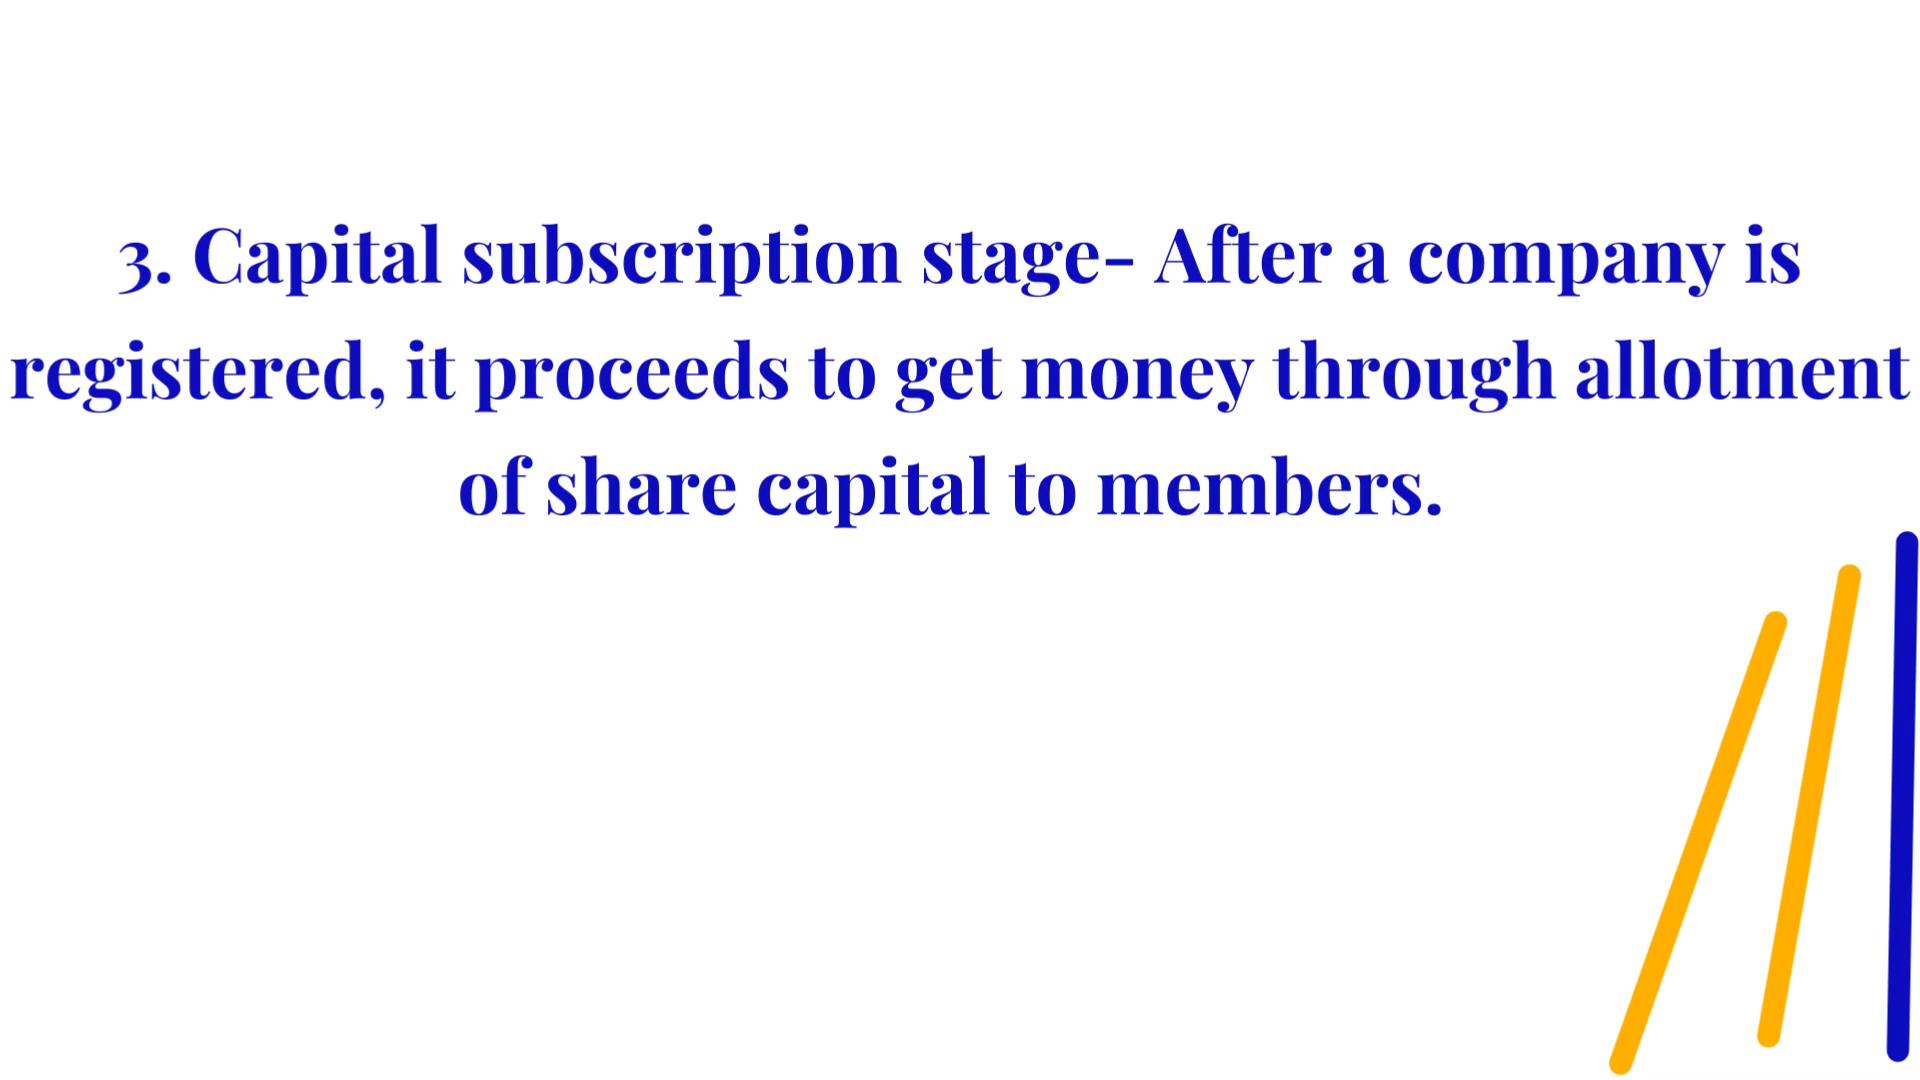 3. Capital subscription stage- After a company is
registered, it proceeds to get money through allotment
of share capital to members.